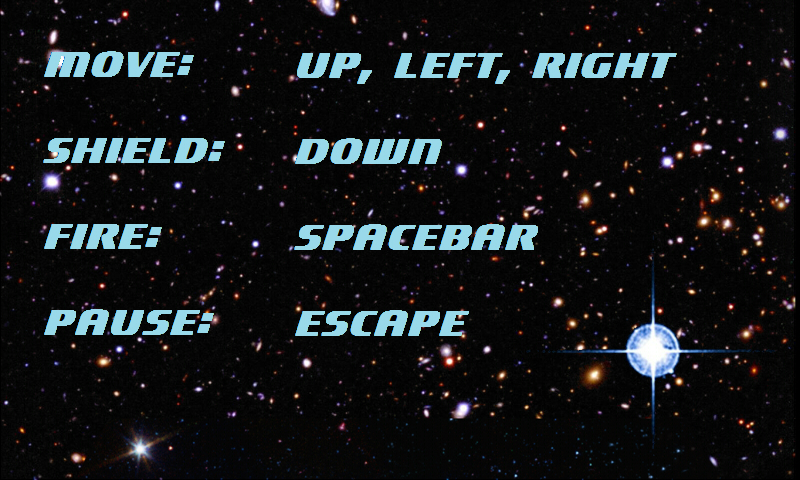 MOVE: UP, LEFT, RIGHT
SHIELD: DOWN
FIRE: SPACEBAR
PAUSE: ESCAPE